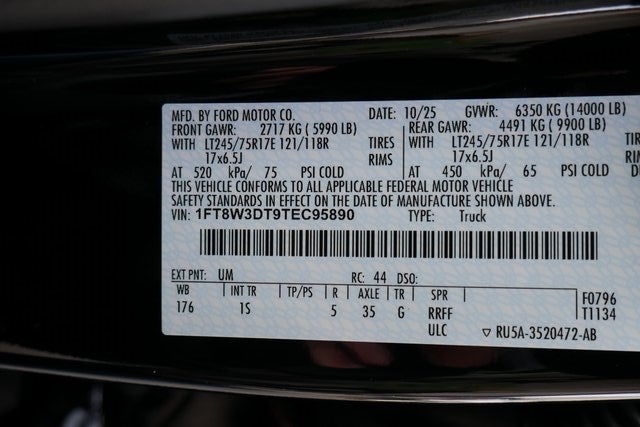 MFD. BY FORD MOTOR CO. DATE: 10/25 GVWR: 6350 KG (14000 LB)
FRONT GAWR: 2717 KG ( 5990 LB) REAR GAWR: 4491 KG ( 9900 LB)
WITH LT245/75R17E 121/118R TIRES WITH LT245/75R17E 121/118R TIR
17x6.5J RIMS 17x6.5J RIM
AT 520 kPa/ 75 PSI COLD AT 450 kPa/ 65 PSI COLD
THIS VEHICLE CONFORMS TO ALL APPLICABLE FEDERAL MOTOR VEHICLE
SAFETY STANDARDS IN EFFECT ON THE DATE OF MANUFACTURE SHOWN ABOVE.
VIN: 1FT8W3DT9TEC95890 TYPE: Truck
EXT PNT: UM RC: 44 DSO:
WB INT TR TP/PS R AXLE TR SPR F0796
176 1S 5 35 G RRFF T1134
ULC RU5A-3520472-AB